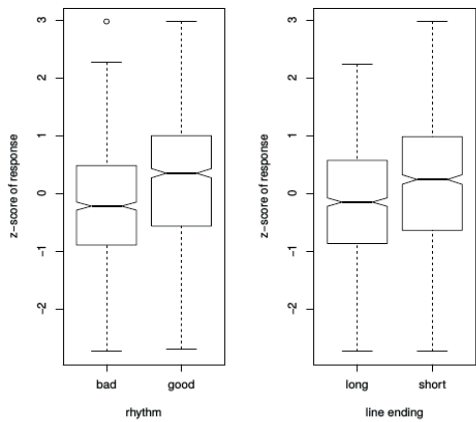 3
2
1
0
−1
−2
z-score of response
bad good
rhythm
3
2
1
0
−1
−2
z-score of response
long short
line ending